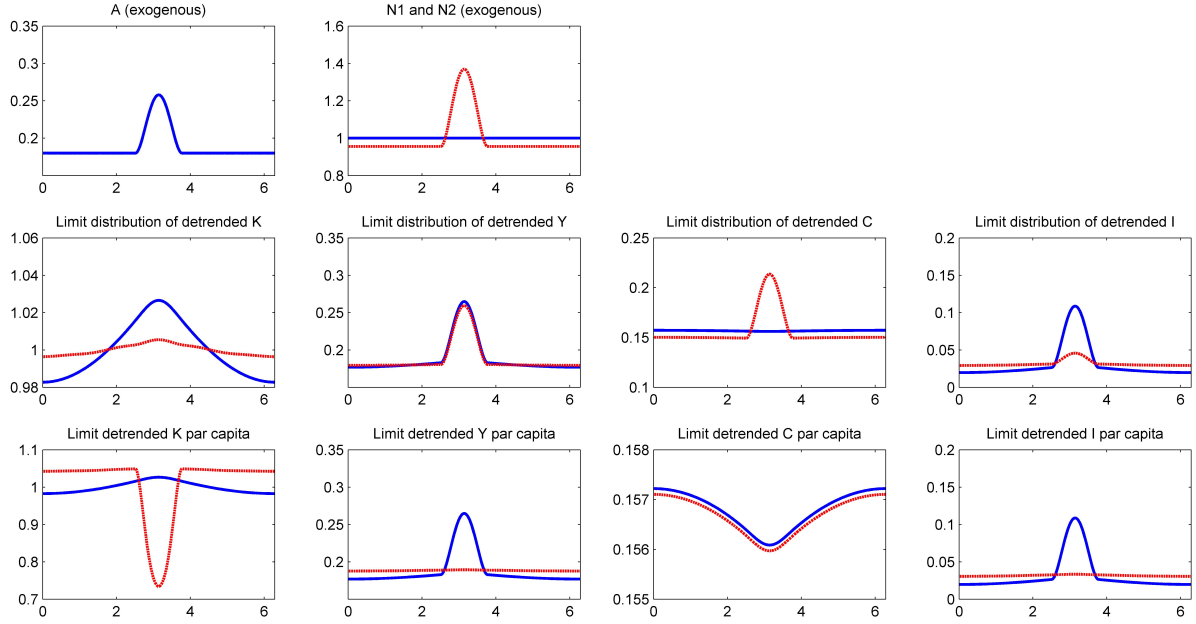 A (exogenous)
N1 and N2 (exogenous)
0.35
0.3
0.25
0.2
0 2 4 6
1.6
1.4
1.2
1
0.8
0 2 4 6
Limit distribution of detrended K
Limit distribution of detrended Y
Limit distribution of detrended C
Limit distribution of detrended I
1.06
1.04
1.02
1
0.98
0 2 4 6
0.35
0.3
0.25
0.2
0 2 4 6
0.25
0.2
0.15
0.1
0 2 4 6
0.2
0.15
0.1
0.05
0
0 2 4 6
Limit detrended K par capita
Limit detrended Y par capita
Limit detrended C par capita
Limit detrended I par capita
1.1
1
0.9
0.8
0.7
0 2 4 6
0.35
0.3
0.25
0.2
0 2 4 6
0.158
0.157
0.156
0.155
0 2 4 6
0.2
0.15
0.1
0.05
0
0 2 4 6